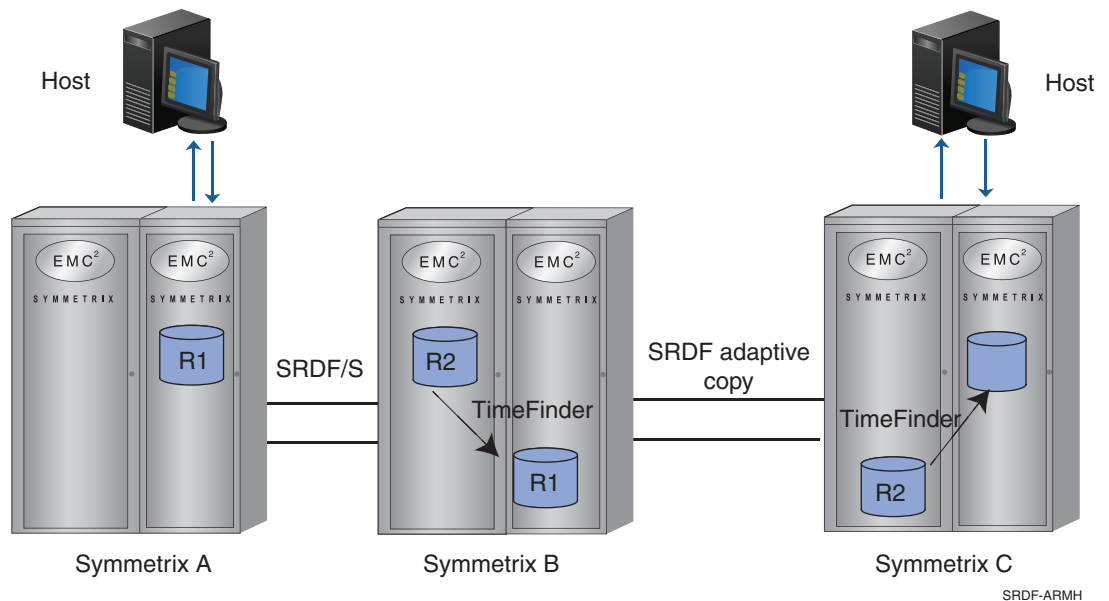 Host
Host
EMC²
EMC²
EMC²
EMC²
EMC²
EMC²
SYMMETRIX
SYMMETRIX
SYMMETRIX
SYMMETRIX
SYMMETRIX
SYMMETRIX
R1
SRDF/S
R2
TimeFinder
R1
SRDF adaptive
copy
TimeFinder
R2
Symmetrix A
Symmetrix B
Symmetrix C
SRDF-ARMH